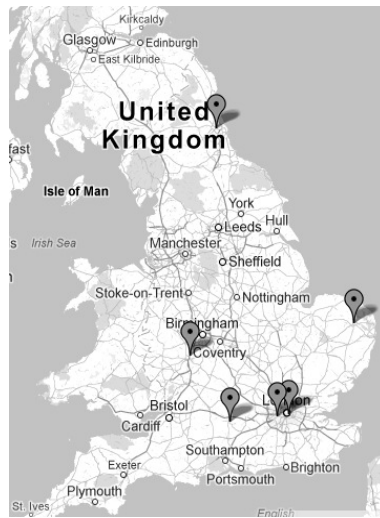 Kirkcaldy
Glasgow
Edinburgh
East Kilbride
United
Kingdom
Isle of Man
York
Leeds
Hull
Irish Sea
Manchester
Sheffield
Stoke-on-Trent
Nottingham
Birmingham
Coventry
Bristol
Cardiff
Southampton
Portsmouth
Brighton
Exeter
Plymouth
St. Ives
English